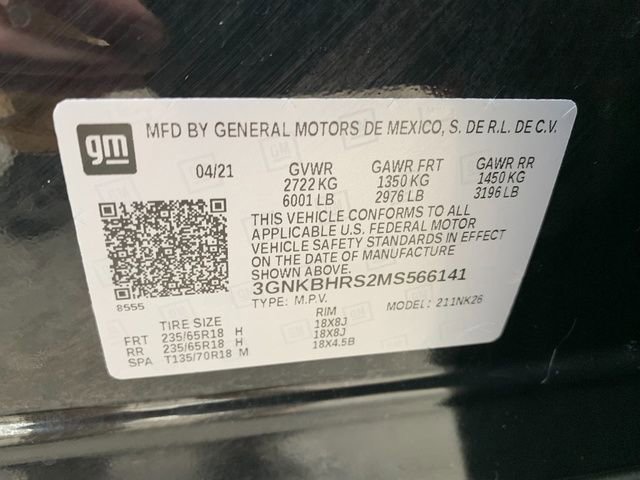 gm MFD BY GENERAL MOTORS DE MEXICO, S. DE R.L. DE C.V.
04/21 GVWR GAWR FRT GAWR RR
2722 KG 1350 KG 1450 KG
6001 LB 2976 LB 3196 LB
THIS VEHICLE CONFORMS TO ALL
APPLICABLE U.S. FEDERAL MOTOR
VEHICLE SAFETY STANDARDS IN EFFECT
ON THE DATE OF MANUFACTURE
SHOWN ABOVE.
3GNKBHRS2MS566141
8555 TYPE: M.P.V. MODEL: 211NK26
TIRE SIZE RIM
FRT 235/65R18 H 18X8J
RR 235/65R18 H 18X8J
SPA T135/70R18 M 18X4.5B